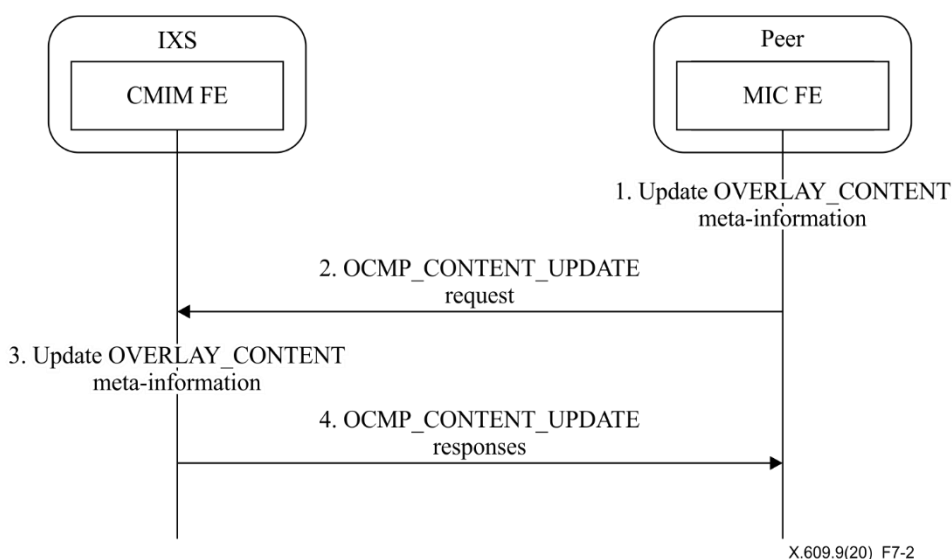 IXS
Peer
CMIM FE
MIC FE
1. Update OVERLAY_CONTENT
meta-information
2. OCMP_CONTENT_UPDATE
request
3. Update OVERLAY_CONTENT
meta-information
4. OCMP_CONTENT_UPDATE
responses
X.609.9(20)_F7-2